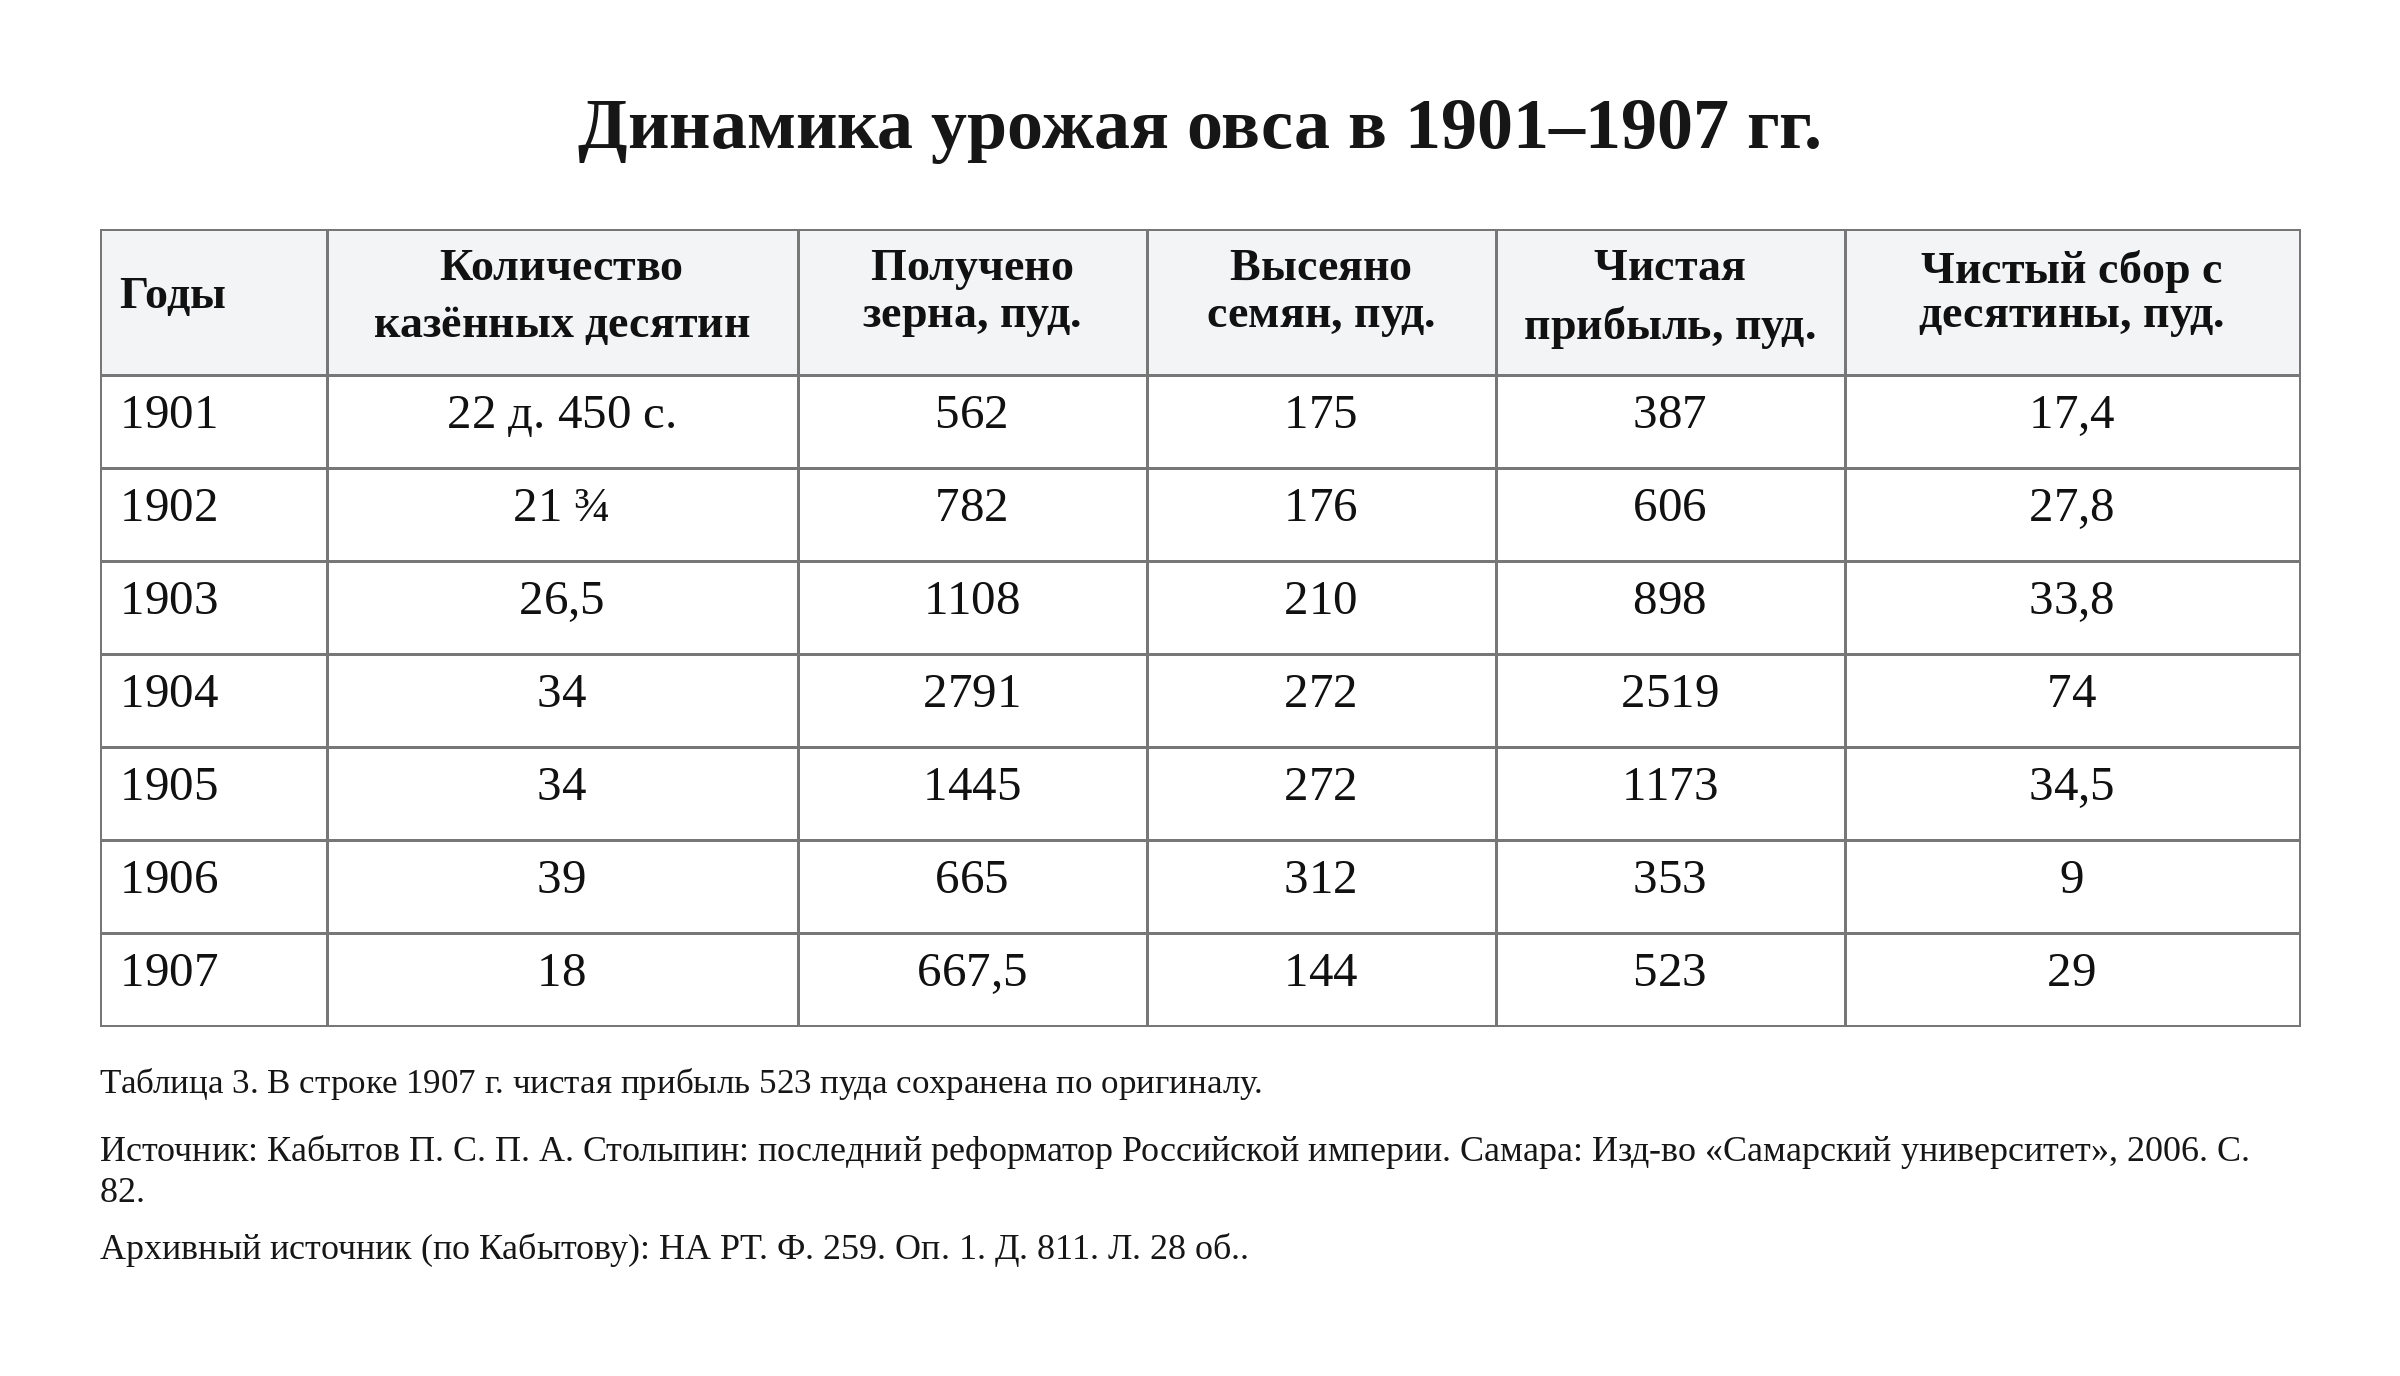 Динамика урожая овса в 1901–1907 гг.
Годы
Количество
казённых десятин
Получено
зерна, пуд.
Высеяно
семян, пуд.
Чистая
прибыль, пуд.
Чистый сбор с
десятины, пуд.
1901 22 д. 450 с. 562 175 387 17,4
1902 21 ¾ 782 176 606 27,8
1903 26,5 1108 210 898 33,8
1904 34 2791 272 2519 74
1905 34 1445 272 1173 34,5
1906 39 665 312 353 9
1907 18 667,5 144 523 29
Таблица 3. В строке 1907 г. чистая прибыль 523 пуда сохранена по оригиналу.
Источник: Кабытов П. С. П. А. Столыпин: последний реформатор Российской империи. Самара: Изд-во «Самарский университет», 2006. С.
82.
Архивный источник (по Кабытову): НА РТ. Ф. 259. Оп. 1. Д. 811. Л. 28 об..